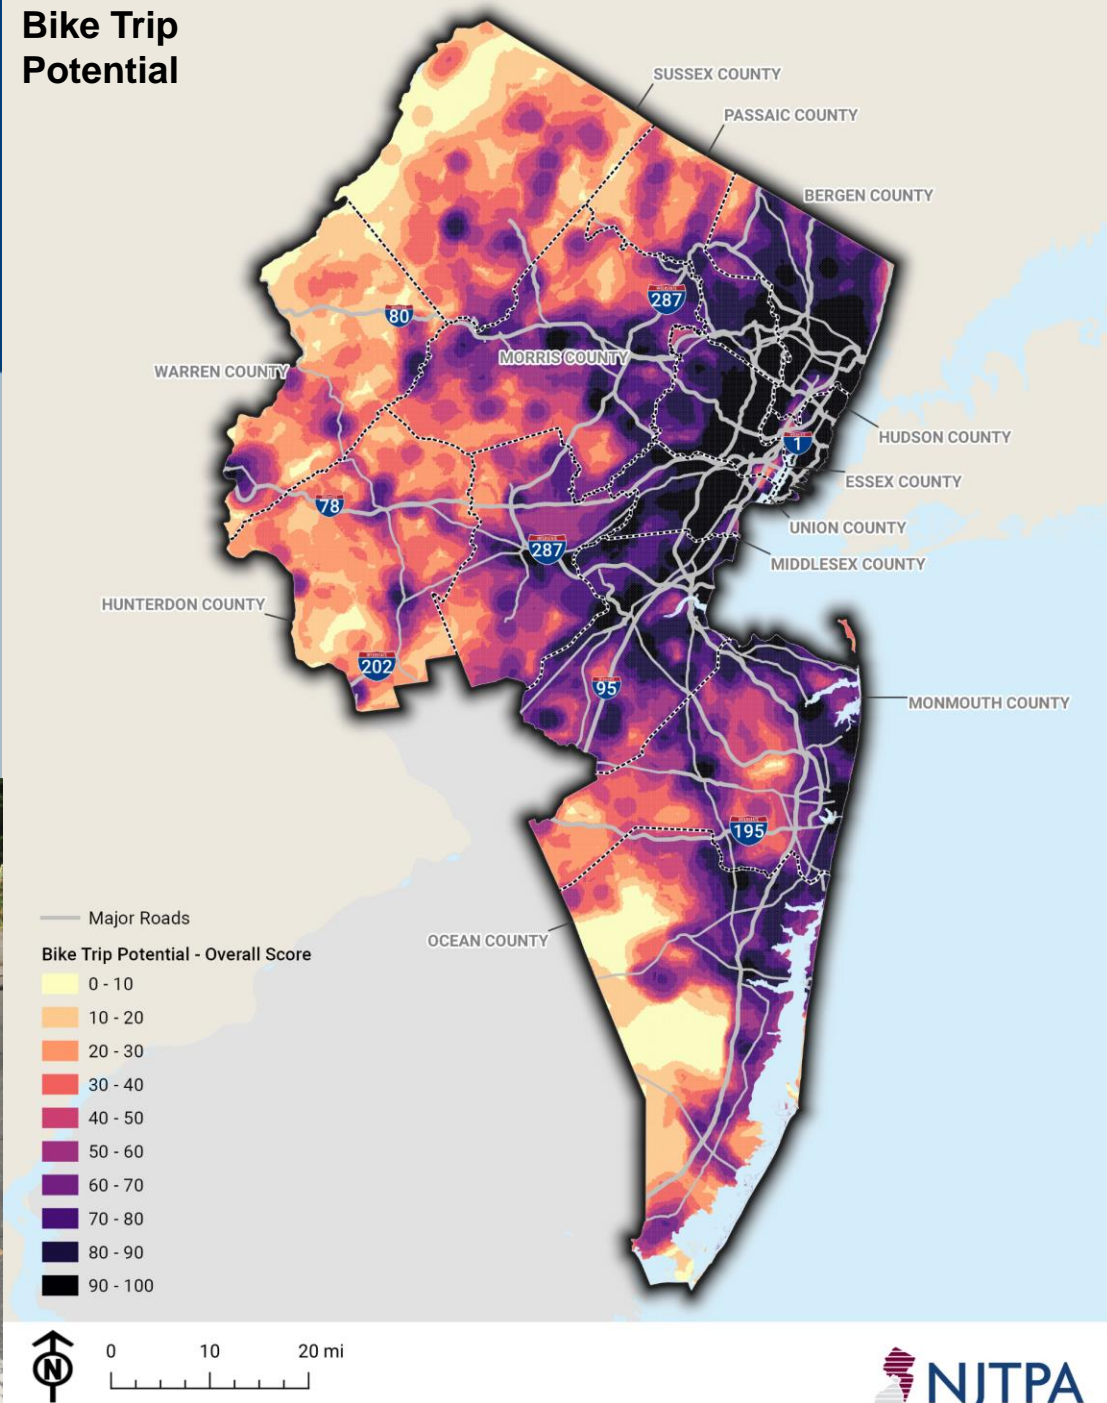 Bike Trip
Potential
SUSSEX COUNTY
PASSAIC COUNTY
BERGEN COUNTY
287
80
MORRIS COUNTY
WARREN COUNTY
HUDSON COUNTY
1
ESSEX COUNTY
78
UNION COUNTY
287
MIDDLESEX COUNTY
HUNTERDON COUNTY
202
95
MONMOUTH COUNTY
195
OCEAN COUNTY
Major Roads
Bike Trip Potential - Overall Score
0 - 10
10 - 20
20 - 30
30 - 40
40 - 50
50 - 60
60 - 70
70 - 80
80 - 90
90 - 100
N
0 10 20 mi
NJTPA